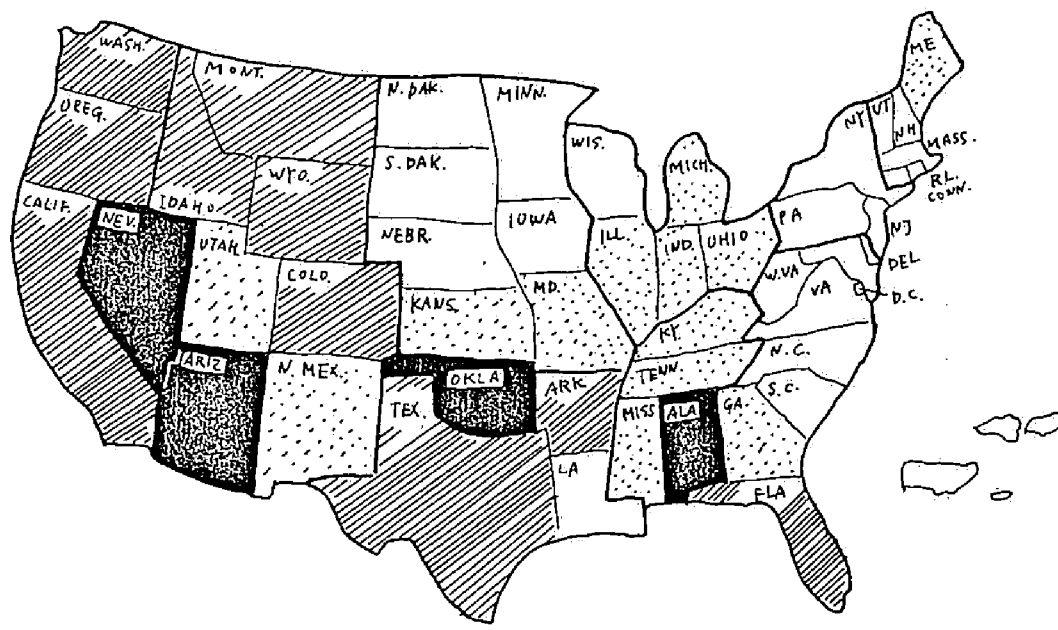 WASH.
MONT.
N. DAK.
MINN.
ME
OREG.
WIS.
MICH.
NY
VT
NH
MASS.
R.I.
CONN.
S. DAK.
WYO.
IDAHO
CALIF.
NEV.
UTAH
NEBR.
IOWA
ILL.
IND.
OHIO
PA
NJ
DEL
D.C.
W.VA
VA
COLO.
KANS.
MO.
KY
ARIZ
N. MEX.
TEX.
OKLA
ARK
TENN.
N.C.
S.C.
MISS
ALA
GA.
LA
FLA